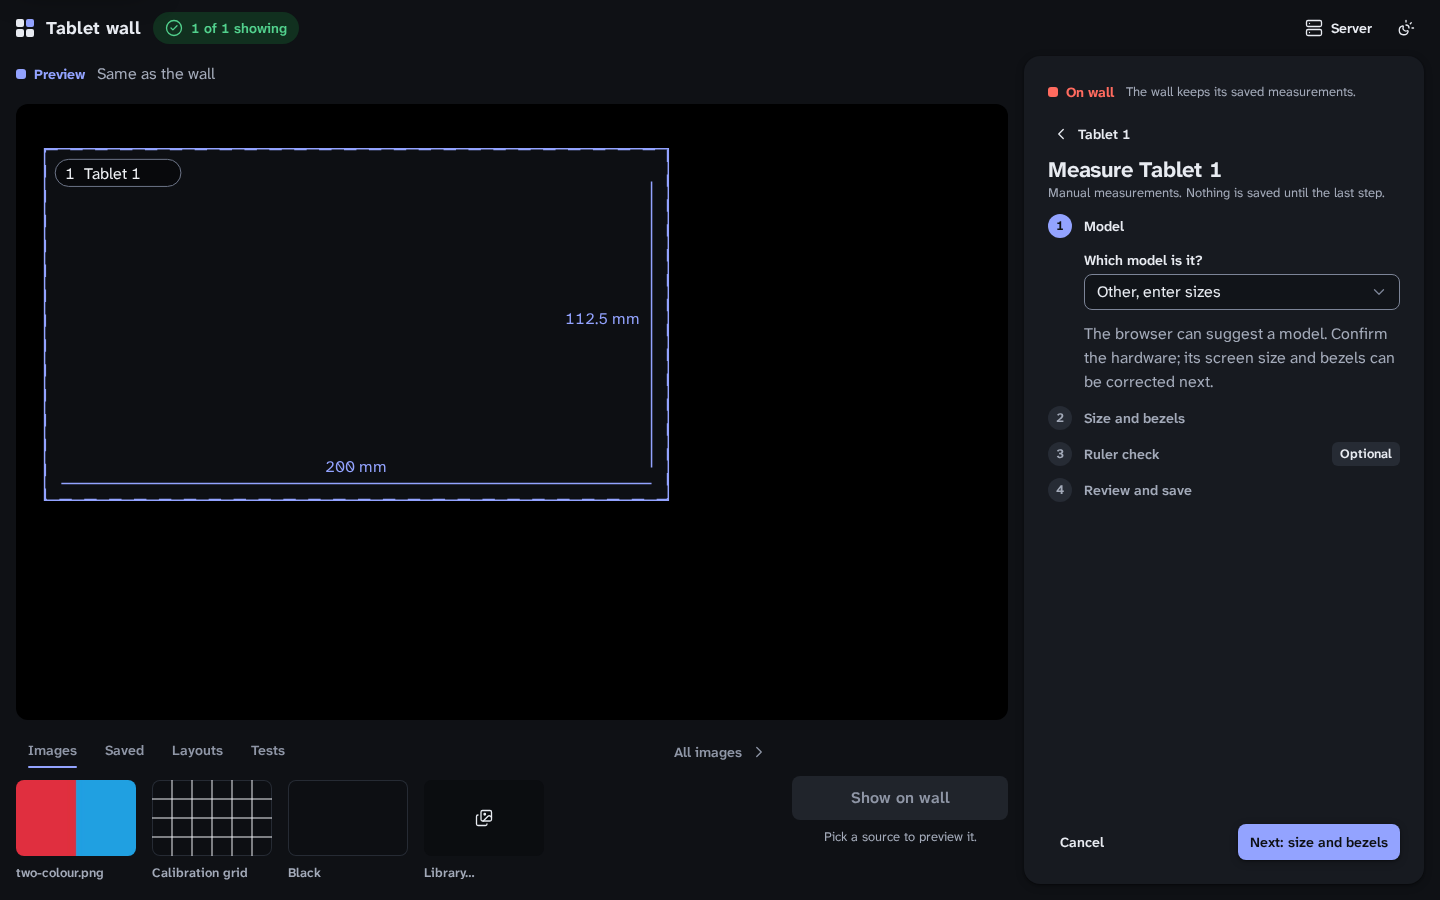 Tablet wall
1 of 1 showing
Server
Preview Same as the wall
1 Tablet 1
112.5 mm
200 mm
Images
Saved
Layouts
Tests
All images
two-colour.png
Calibration grid
Black
Library...
Show on wall
Pick a source to preview it.
On wall The wall keeps its saved measurements.
Tablet 1
Measure Tablet 1
Manual measurements. Nothing is saved until the last step.
1 Model
Which model is it?
Other, enter sizes
The browser can suggest a model. Confirm
the hardware; its screen size and bezels can
be corrected next.
2 Size and bezels
3 Ruler check Optional
4 Review and save
Cancel
Next: size and bezels